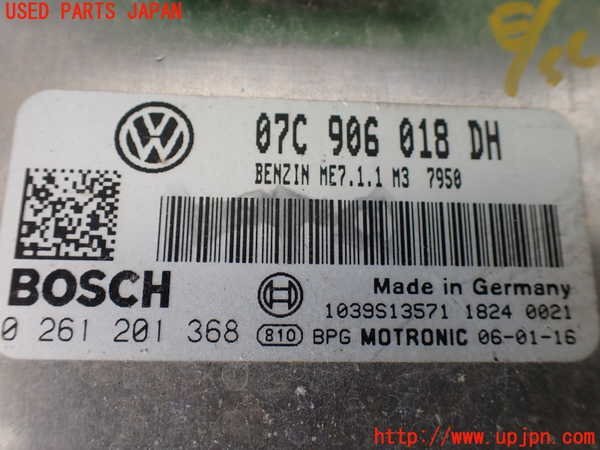 USED PARTS JAPAN
VW
07C 906 018 DH
BENZIN ME7.1.1 M3 7950
BOSCH
Made in Germany
1039S13571 1824 0021
0 261 201 368 810 BPG MOTRONIC 06-01-16
http://www.upjpn.com/